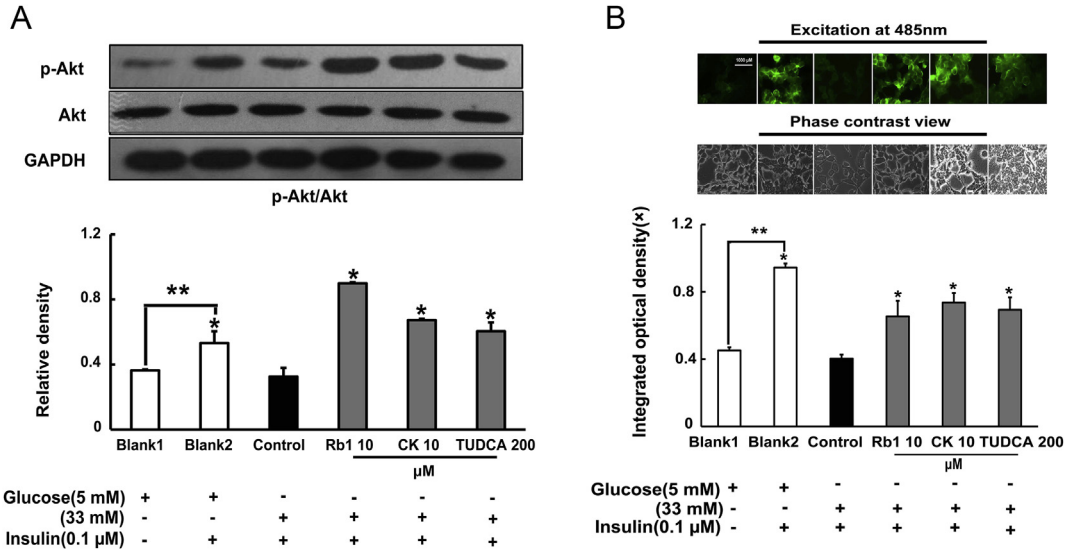 A
p-Akt
Akt
GAPDH
p-Akt/Akt
Relative density
1.2
0.8
0.4
0
**
*
*
*
*
Blank1 Blank2 Control Rb1 10 CK 10 TUDCA 200
μM
Glucose(5 mM) + + - - - -
(33 mM) - - + + + +
Insulin(0.1 μM) - + + + + +
B
Excitation at 485nm
1000 μM
Phase contrast view
Integrated optical density(×)
1.2
0.8
0.4
0
**
*
*
*
*
Blank1 Blank2 Control Rb1 10 CK 10 TUDCA 200
μM
Glucose(5 mM) + + - - - -
(33 mM) - - + + + +
Insulin(0.1 μM) - + + + + +